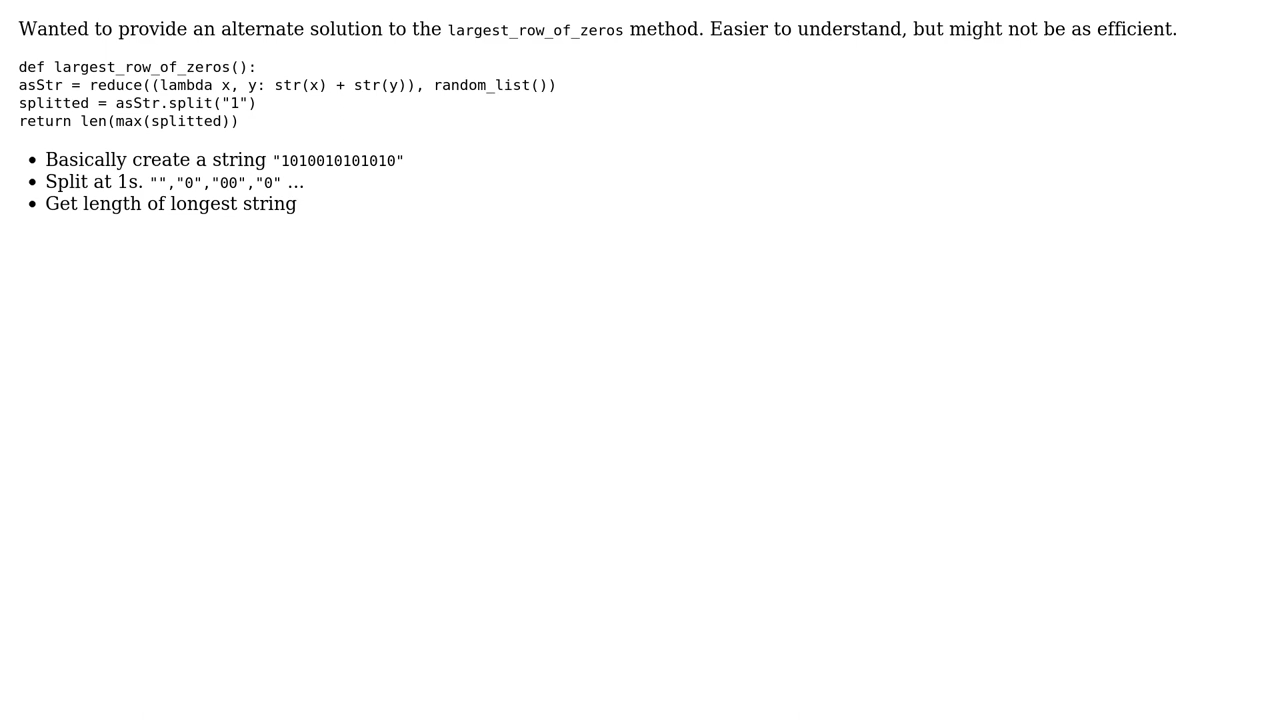 Wanted to provide an alternate solution to the largest_row_of_zeros method. Easier to understand, but might not be as efficient.
def largest_row_of_zeros():
asStr = reduce((lambda x, y: str(x) + str(y)), random_list())
splitted = asStr.split("1")
return len(max(splitted))
• Basically create a string "1010010101010"
• Split at 1s. "","0","00","0" ...
• Get length of longest string